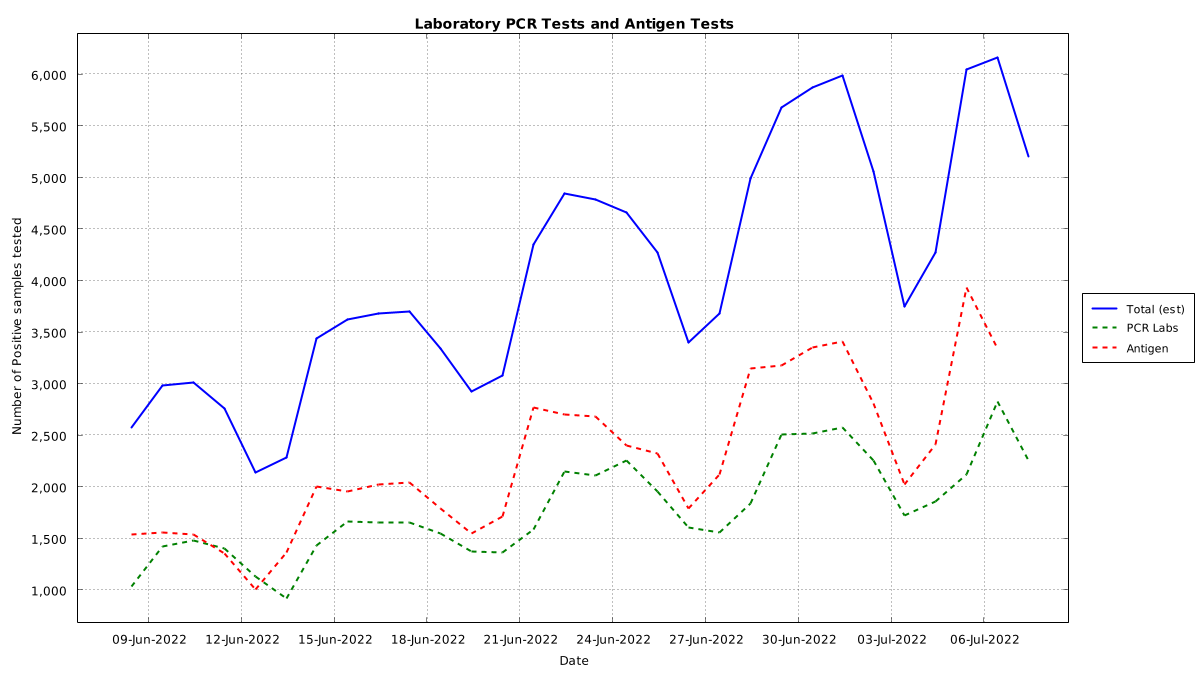 Laboratory PCR Tests and Antigen Tests
Number of Positive samples tested
6,000
5,500
5,000
4,500
4,000
3,500
3,000
2,500
2,000
1,500
1,000
09-Jun-2022 12-Jun-2022 15-Jun-2022 18-Jun-2022 21-Jun-2022 24-Jun-2022 27-Jun-2022 30-Jun-2022 03-Jul-2022 06-Jul-2022
Date
Total (est)
PCR Labs
Antigen